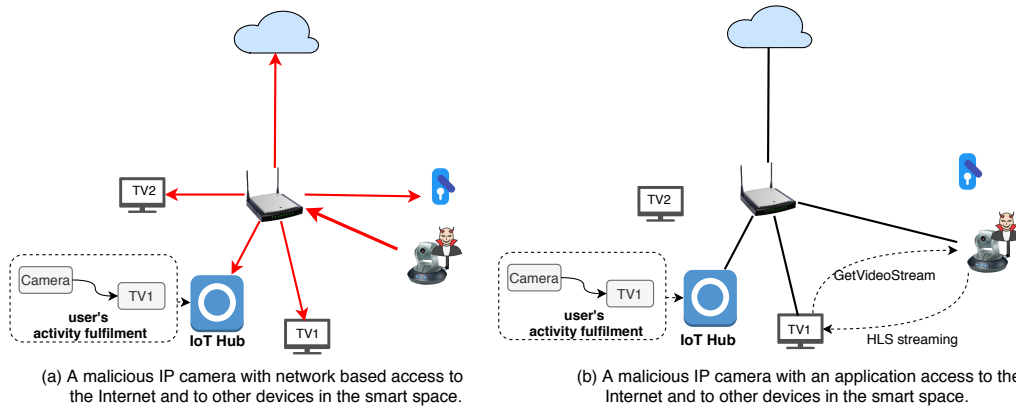 TV2
Camera
TV1
user's
activity fulfilment
IoT Hub
TV1
(a) A malicious IP camera with network based access to
the Internet and to other devices in the smart space.
TV2
GetVideoStream
Camera
TV1
user's
activity fulfilment
IoT Hub
TV1
HLS streaming
(b) A malicious IP camera with an application access to the
Internet and to other devices in the smart space.